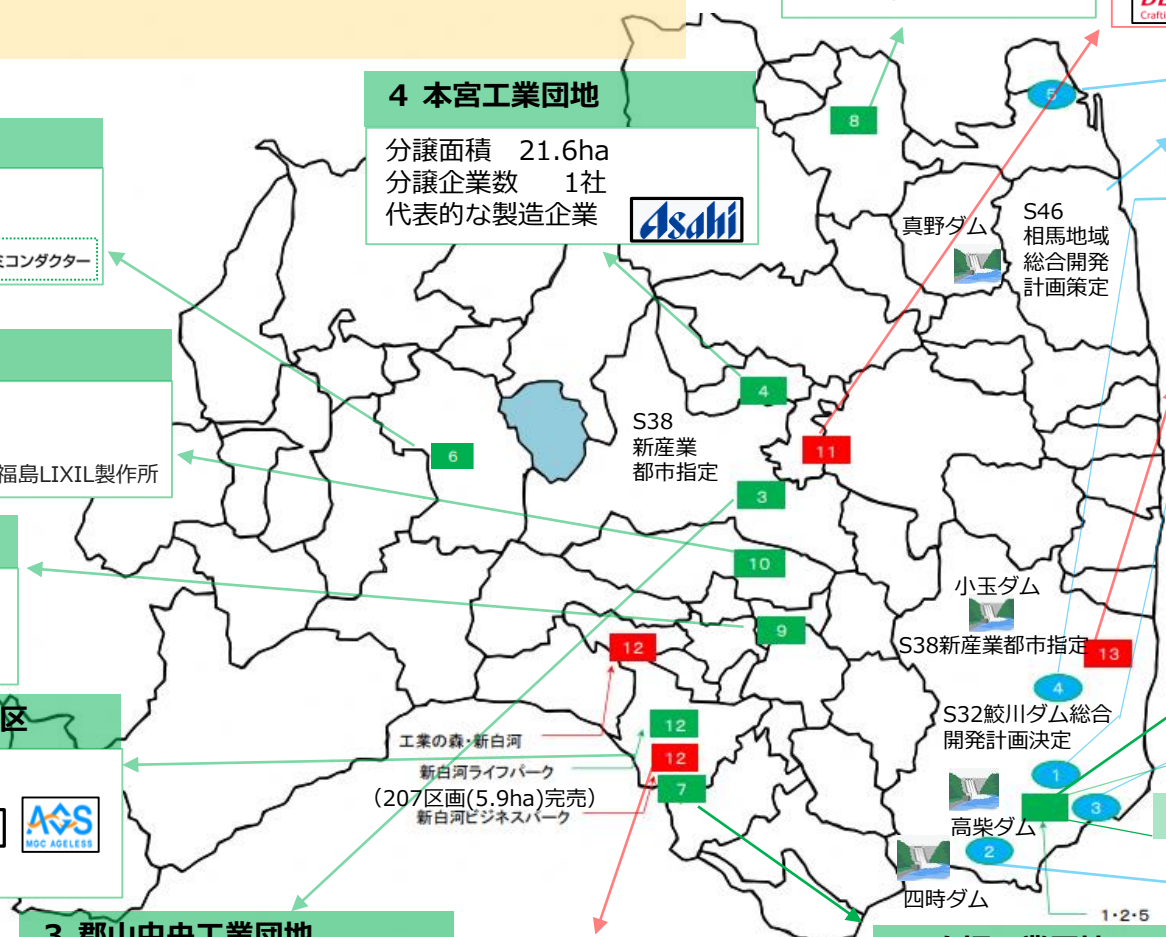 4 本宮工業団地
分譲面積 21.6ha
分譲企業数 1社
代表的な製造企業
Asahi
Crafti
8
5
真野ダム
S46
相馬地域
総合開発
計画策定
ミコンダクター
4
S38
新産業
都市指定
6
11
福島LIXIL製作所
3
10
小玉ダム
9
S38新産業都市指定
12
13
4
区
S32鮫川ダム総合
開発計画決定
工業の森・新白河
12
新白河ライフパーク
12
(207区画(5.9ha)完売)
7
新白河ビジネスパーク
1
3
高柴ダム
AGS
MGC AGELESS
2
四時ダム
1・2・5
3 郡山中央工業団地